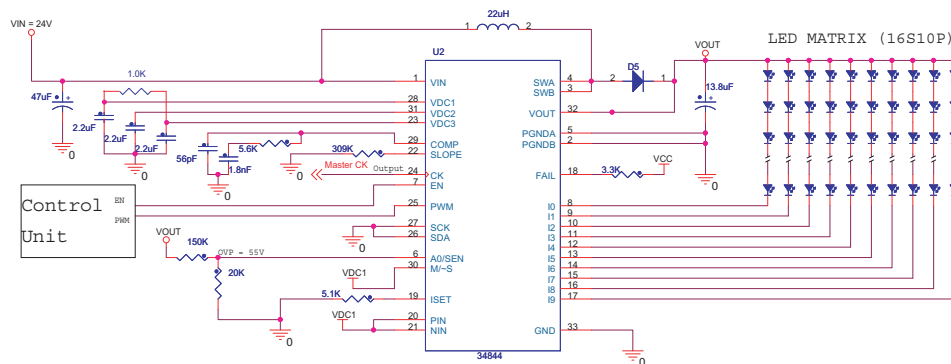 VIN = 24V
22uH
1
2
VOUT
LED MATRIX (16S10P)
U2
1.0K
47uF
2.2uF
2.2uF
2.2uF
0
0
1
VIN
28
VDC1
31
VDC2
23
VDC3
SWA
4
SWB
3
2
D5
1
13.8uF
VOUT
32
PGNDA
5
PGNDB
2
0
56pF
1.8nF
5.6K
309K
0
0
29
COMP
22
SLOPE
Master CK
Output
24
CK
7
EN
FAIL
18
3.3K
VCC
Control
Unit
EN
PWM
25
PWM
27
SCK
26
SDA
0
I0
8
I1
9
I2
10
I3
11
I4
12
I5
13
I6
14
I7
15
I8
16
I9
17
VOUT
150K
OVP = 55V
20K
0
6
A0/SEN
30
M/~S
VDC1
5.1K
19
ISET
VDC1
20
PIN
21
NIN
GND
33
0
34844